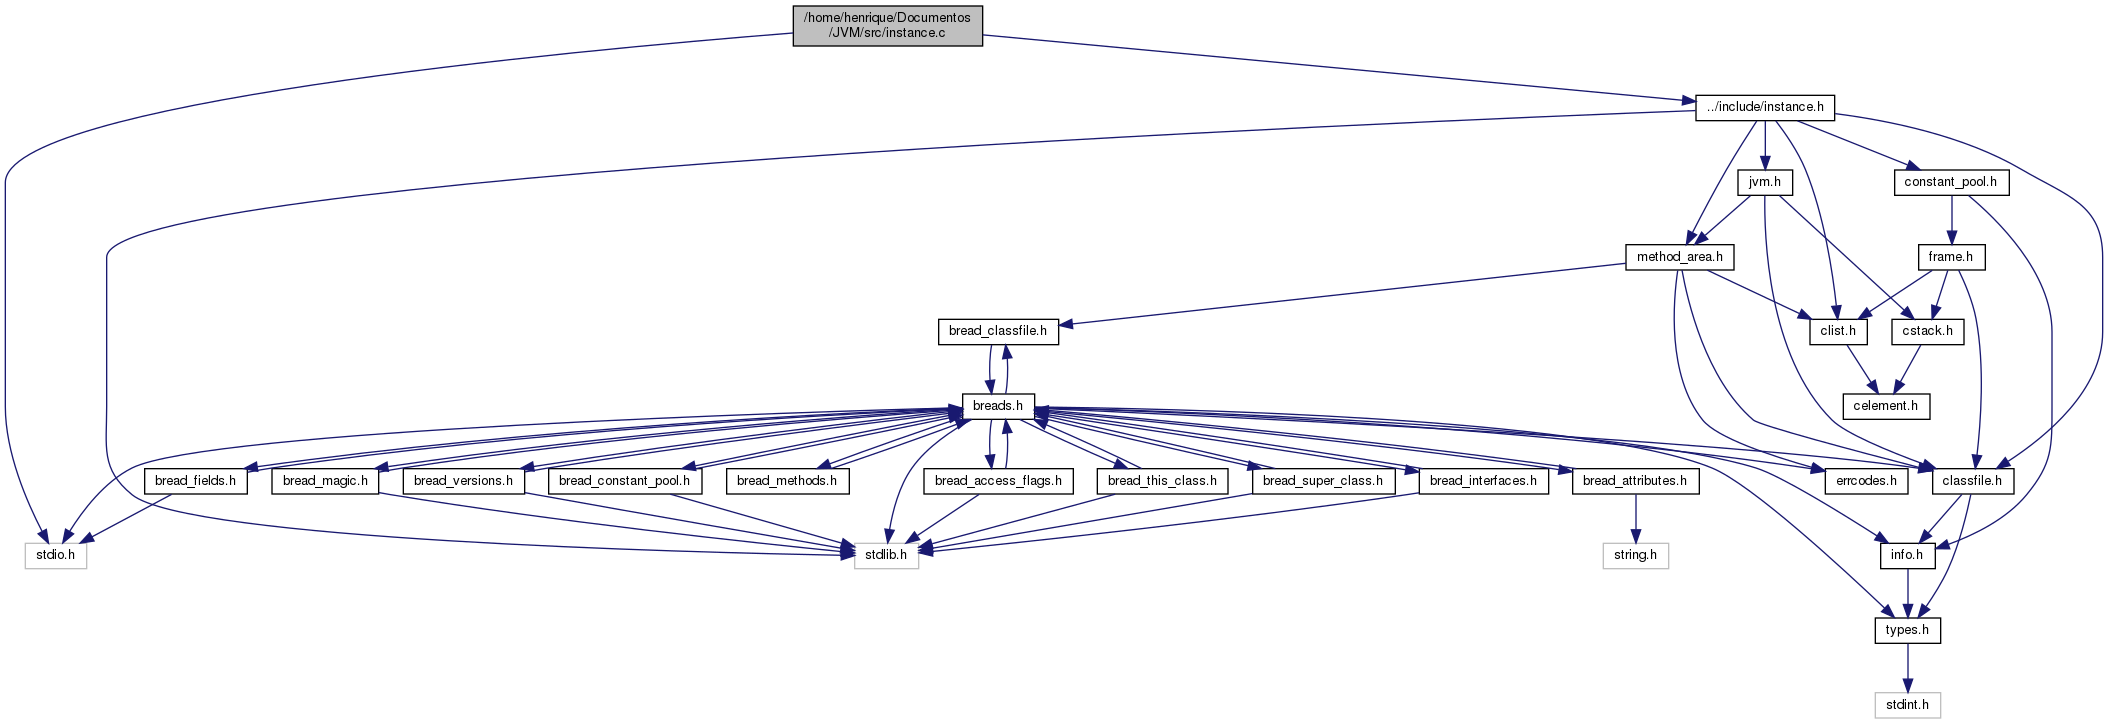 /home/henrique/Documentos
/JVM/src/instance.c
../include/instance.h
jvm.h
constant_pool.h
method_area.h
frame.h
bread_classfile.h
clist.h
cstack.h
breads.h
celement.h
bread_fields.h
bread_magic.h
bread_versions.h
bread_constant_pool.h
bread_methods.h
bread_access_flags.h
bread_this_class.h
bread_super_class.h
bread_interfaces.h
bread_attributes.h
errcodes.h
classfile.h
stdio.h
stdlib.h
string.h
info.h
types.h
stdint.h